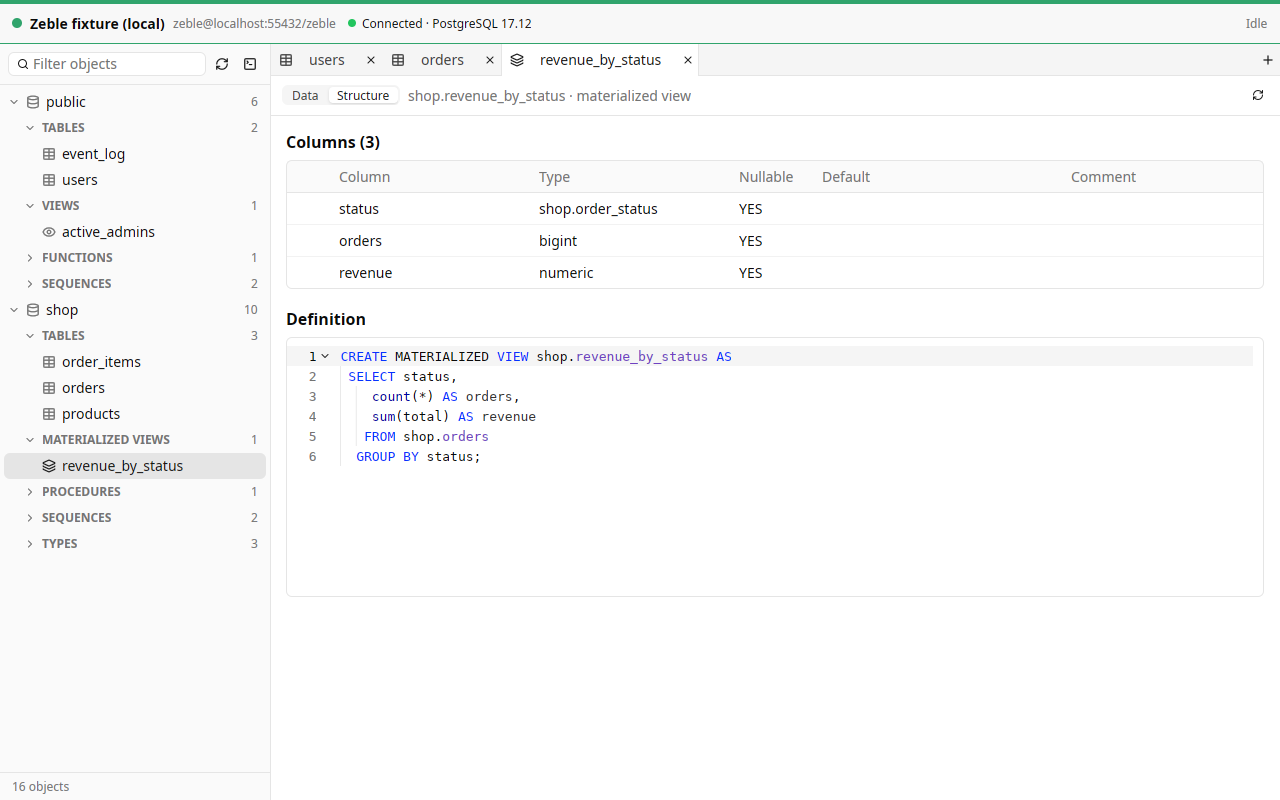 Zeble fixture (local) zeble@localhost:55432/zeble Connected · PostgreSQL 17.12 Idle
Filter objects
public 6
TABLES 2
event_log
users
VIEWS 1
active_admins
FUNCTIONS 1
SEQUENCES 2
shop 10
TABLES 3
order_items
orders
products
MATERIALIZED VIEWS 1
revenue_by_status
PROCEDURES 1
SEQUENCES 2
TYPES 3
16 objects
users orders revenue_by_status
Data Structure shop.revenue_by_status · materialized view
Columns (3)
Column Type Nullable Default Comment
status shop.order_status YES
orders bigint YES
revenue numeric YES
Definition
1 CREATE MATERIALIZED VIEW shop.revenue_by_status AS
2 SELECT status,
3 count(*) AS orders,
4 sum(total) AS revenue
5 FROM shop.orders
6 GROUP BY status;